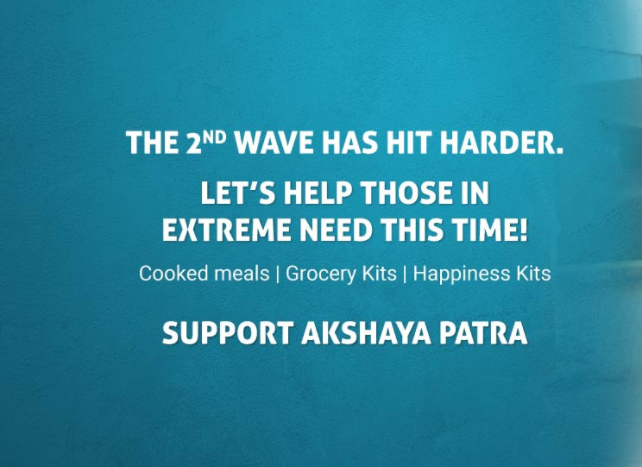 THE 2ND WAVE HAS HIT HARDER.
LET'S HELP THOSE IN
EXTREME NEED THIS TIME!
Cooked meals | Grocery Kits | Happiness Kits
SUPPORT AKSHAYA PATRA